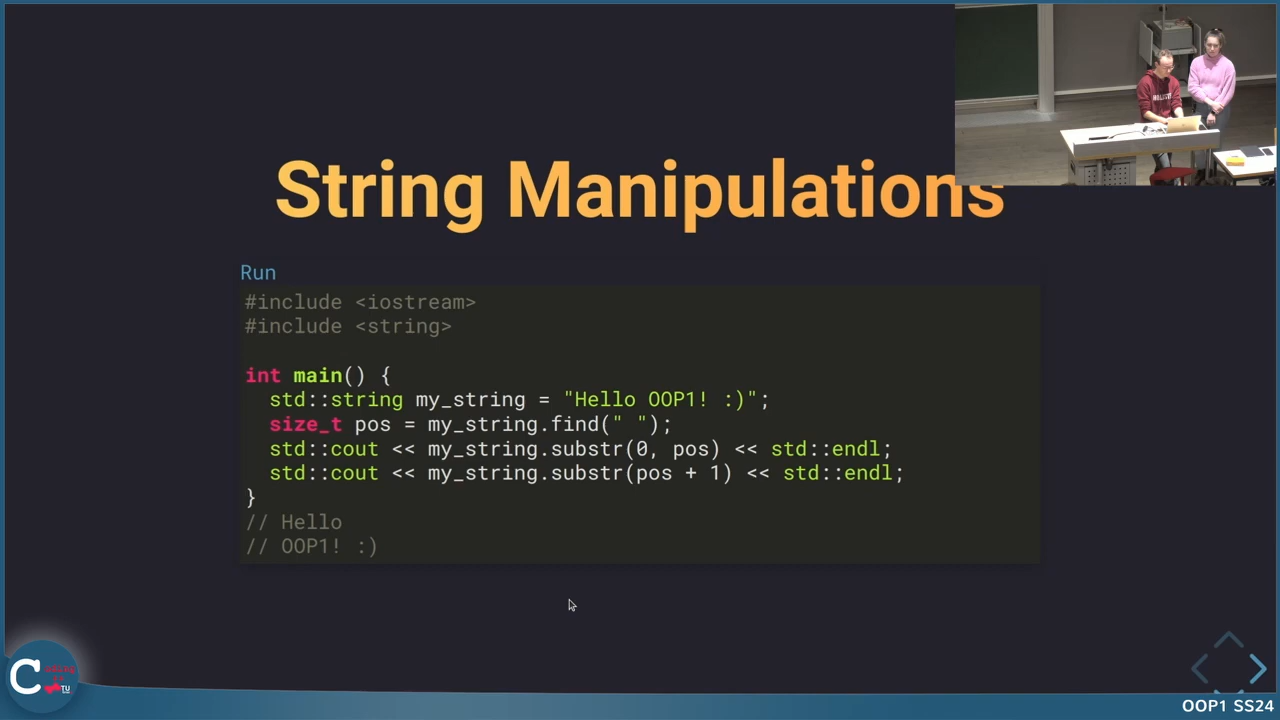 String Manipulations
Run
#include <iostream>
#include <string>
int main() {
  std::string my_string = "Hello OOP1! :)";
  size_t pos = my_string.find(" ");
  std::cout << my_string.substr(0, pos) << std::endl;
  std::cout << my_string.substr(pos + 1) << std::endl;
}
// Hello
// OOP1! :)
C
TU
OOP1 SS24